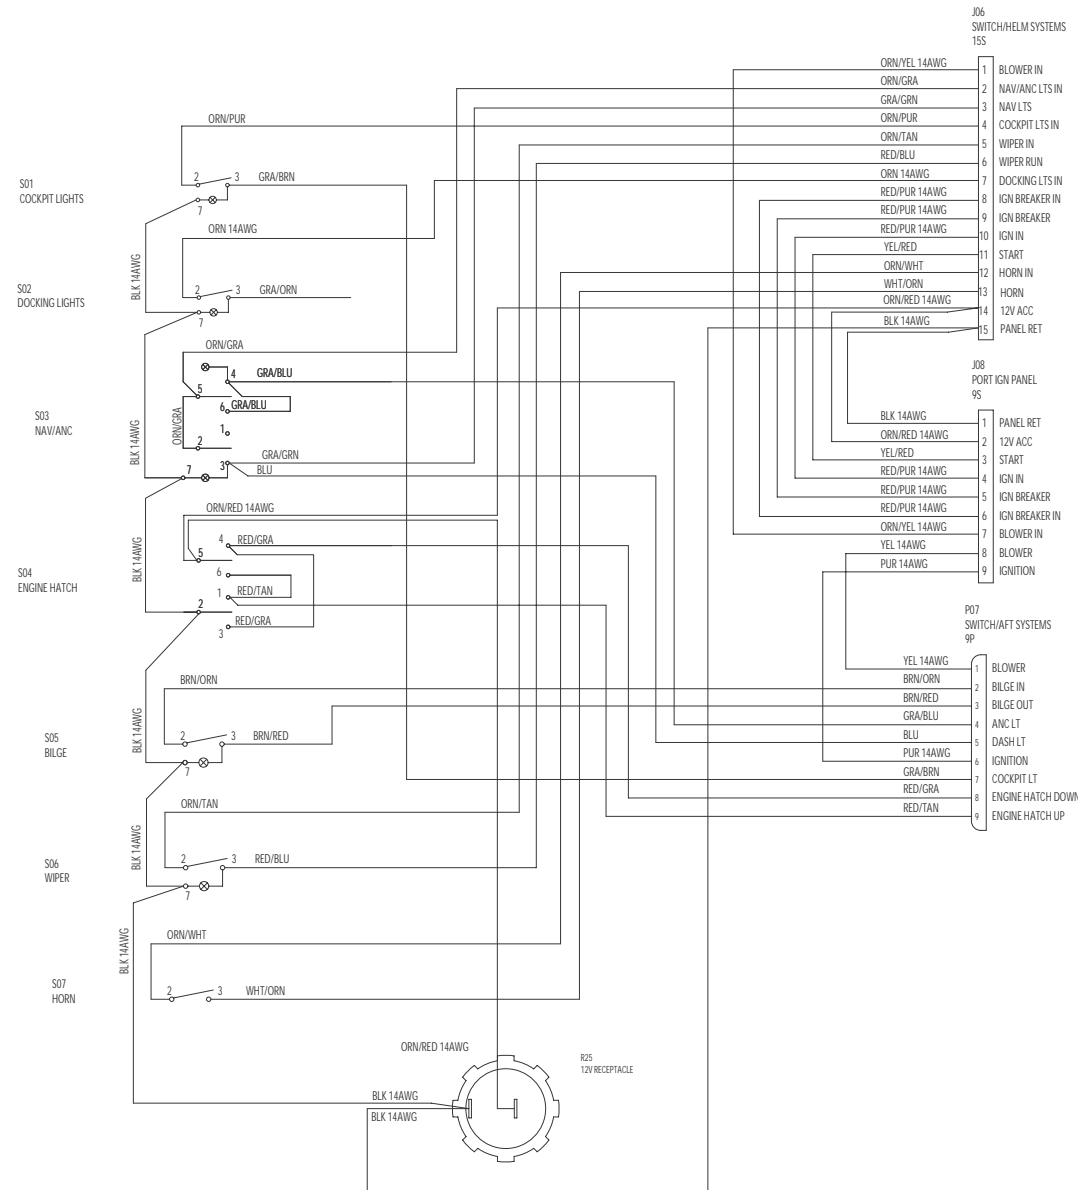 J06
SWITCH/HELM SYSTEMS
15S
ORN/YEL 14AWG 1 BLOWER IN
ORN/GRA 2 NAV/ANC LTS IN
GRA/GRN 3 NAV LTS
ORN/PUR 4 COCKPIT LTS IN
ORN/TAN 5 WIPER IN
RED/BLU 6 WIPER RUN
ORN 14AWG 7 DOCKING LTS IN
RED/PUR 14AWG 8 IGN BREAKER IN
RED/PUR 14AWG 9 IGN BREAKER
RED/PUR 14AWG 10 IGN IN
YEL/RED 11 START
ORN/WHT 12 HORN IN
WHT/ORN 13 HORN
ORN/RED 14AWG 14 12V ACC
BLK 14AWG 15 PANEL RET
J08
PORT IGN PANEL
9S
BLK 14AWG 1 PANEL RET
ORN/RED 14AWG 2 12V ACC
YEL/RED 3 START
RED/PUR 14AWG 4 IGN IN
RED/PUR 14AWG 5 IGN BREAKER
RED/PUR 14AWG 6 IGN BREAKER IN
ORN/YEL 14AWG 7 BLOWER IN
YEL 14AWG 8 BLOWER
PUR 14AWG 9 IGNITION
P07
SWITCH/AFT SYSTEMS
9P
YEL 14AWG 1 BLOWER
BRN/ORN 2 BILGE IN
BRN/RED 3 BILGE OUT
GRA/BLU 4 ANC LT
BLU 5 DASH LT
PUR 14AWG 6 IGNITION
GRA/BRN 7 COCKPIT LT
RED/GRA 8 ENGINE HATCH DOWN
RED/TAN 9 ENGINE HATCH UP
ORN/PUR
S01
COCKPIT LIGHTS
2 3 GRA/BRN
7
BLK 14AWG
ORN 14AWG
S02
DOCKING LIGHTS
2 3 GRA/ORN
7
BLK 14AWG
ORN/GRA
S03
NAV/ANC
4 GRA/BLU
5
6 GRA/BLU
ORN/GRA
1
2
GRA/GRN
3
BLU
7
BLK 14AWG
ORN/RED 14AWG
S04
ENGINE HATCH
4 RED/GRA
5
6
1 RED/TAN
2
RED/GRA
3
BLK 14AWG
BRN/ORN
S05
BILGE
2 3 BRN/RED
7
BLK 14AWG
ORN/TAN
S06
WIPER
2 3 RED/BLU
7
BLK 14AWG
ORN/WHT
S07
HORN
2 3 WHT/ORN
ORN/RED 14AWG
R25
12V RECEPTACLE
BLK 14AWG
BLK 14AWG